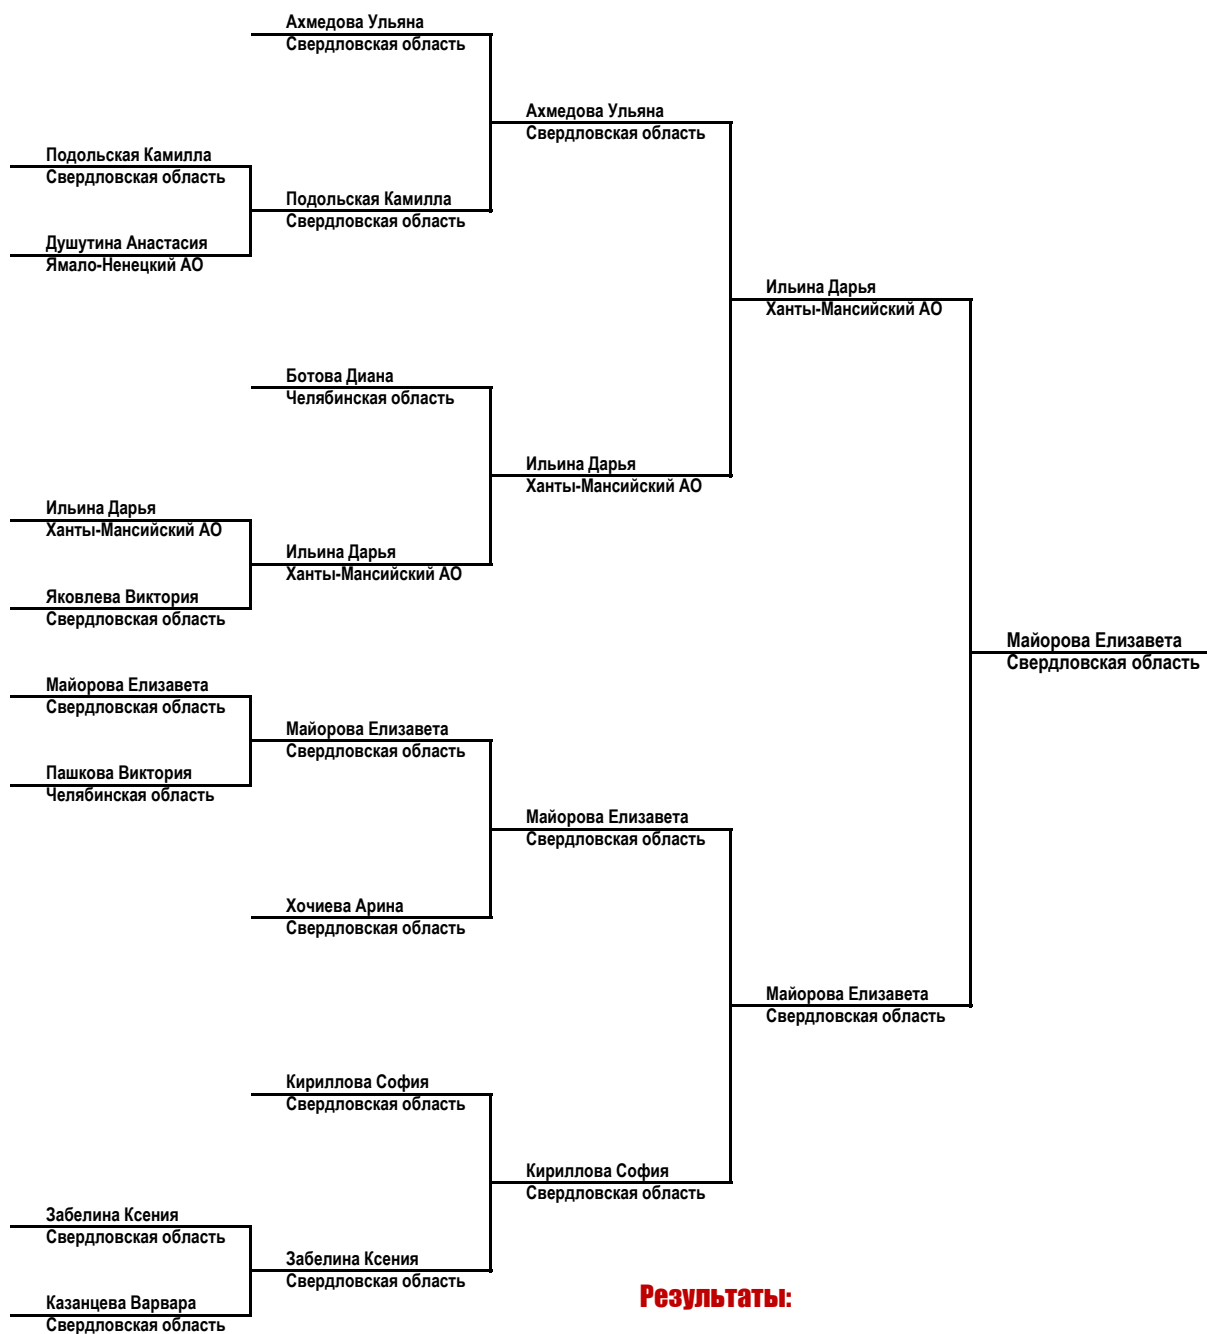 Ахмедова Ульяна
Свердловская область
Ахмедова Ульяна
Свердловская область
Подольская Камилла
Свердловская область
Подольская Камилла
Свердловская область
Душутина Анастасия
Ямало-Ненецкий АО
Ильина Дарья
Ханты-Мансийский АО
Ботова Диана
Челябинская область
Ильина Дарья
Ханты-Мансийский АО
Ильина Дарья
Ханты-Мансийский АО
Ильина Дарья
Ханты-Мансийский АО
Яковлева Виктория
Свердловская область
Майорова Елизавета
Свердловская область
Майорова Елизавета
Свердловская область
Майорова Елизавета
Свердловская область
Пашкова Виктория
Челябинская область
Майорова Елизавета
Свердловская область
Хочиева Арина
Свердловская область
Майорова Елизавета
Свердловская область
Кириллова София
Свердловская область
Кириллова София
Свердловская область
Забелина Ксения
Свердловская область
Забелина Ксения
Свердловская область
Результаты:
Казанцева Варвара
Свердловская область